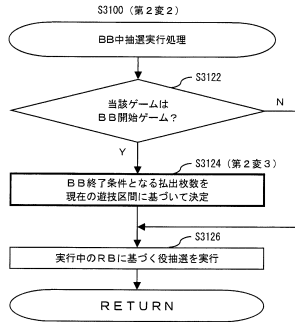 S3100（第2変2）
BB中抽選実行処理
S3122
当該ゲームは
BB開始ゲーム？
N
Y
S3124（第2変3）
BB終了条件となる払出枚数を
現在の遊技区間に基づいて決定
S3126
実行中のRBに基づく役抽選を実行
RETURN